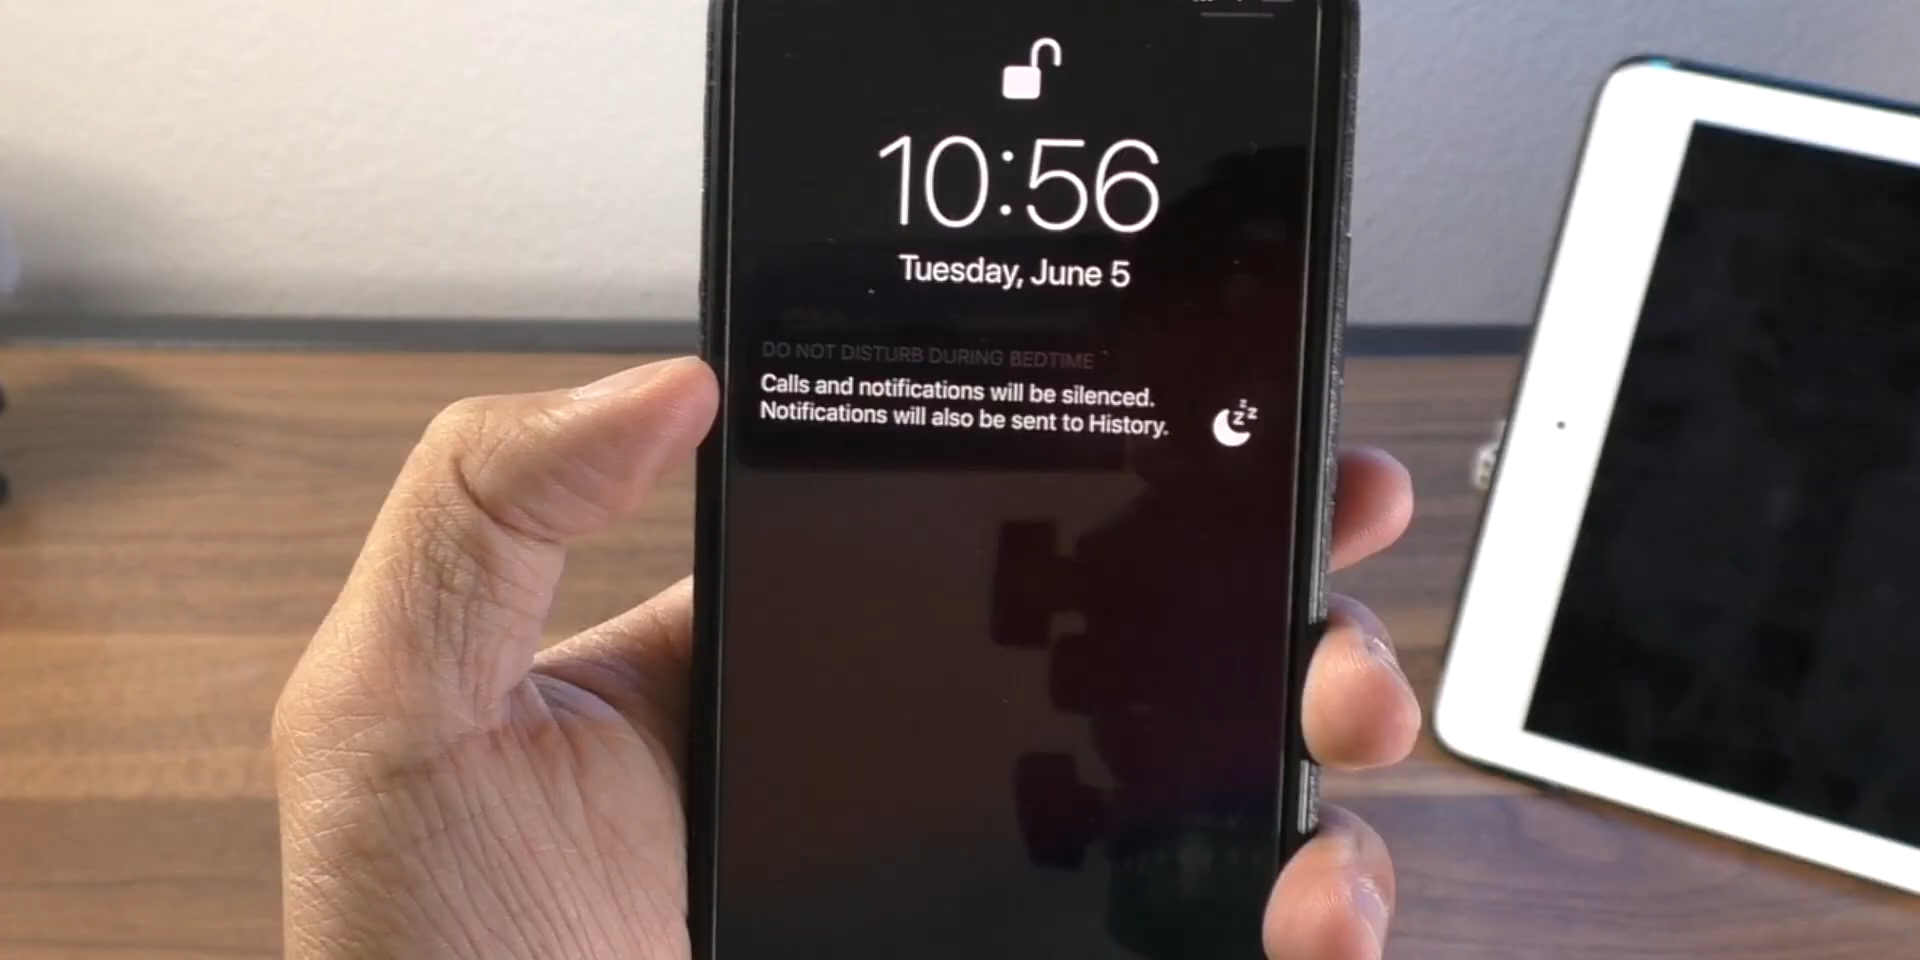 10:56
Tuesday, June 5
DO NOT DISTURB DURING BEDTIME
Calls and notifications will be silenced.
Notifications will also be sent to History.
zzz